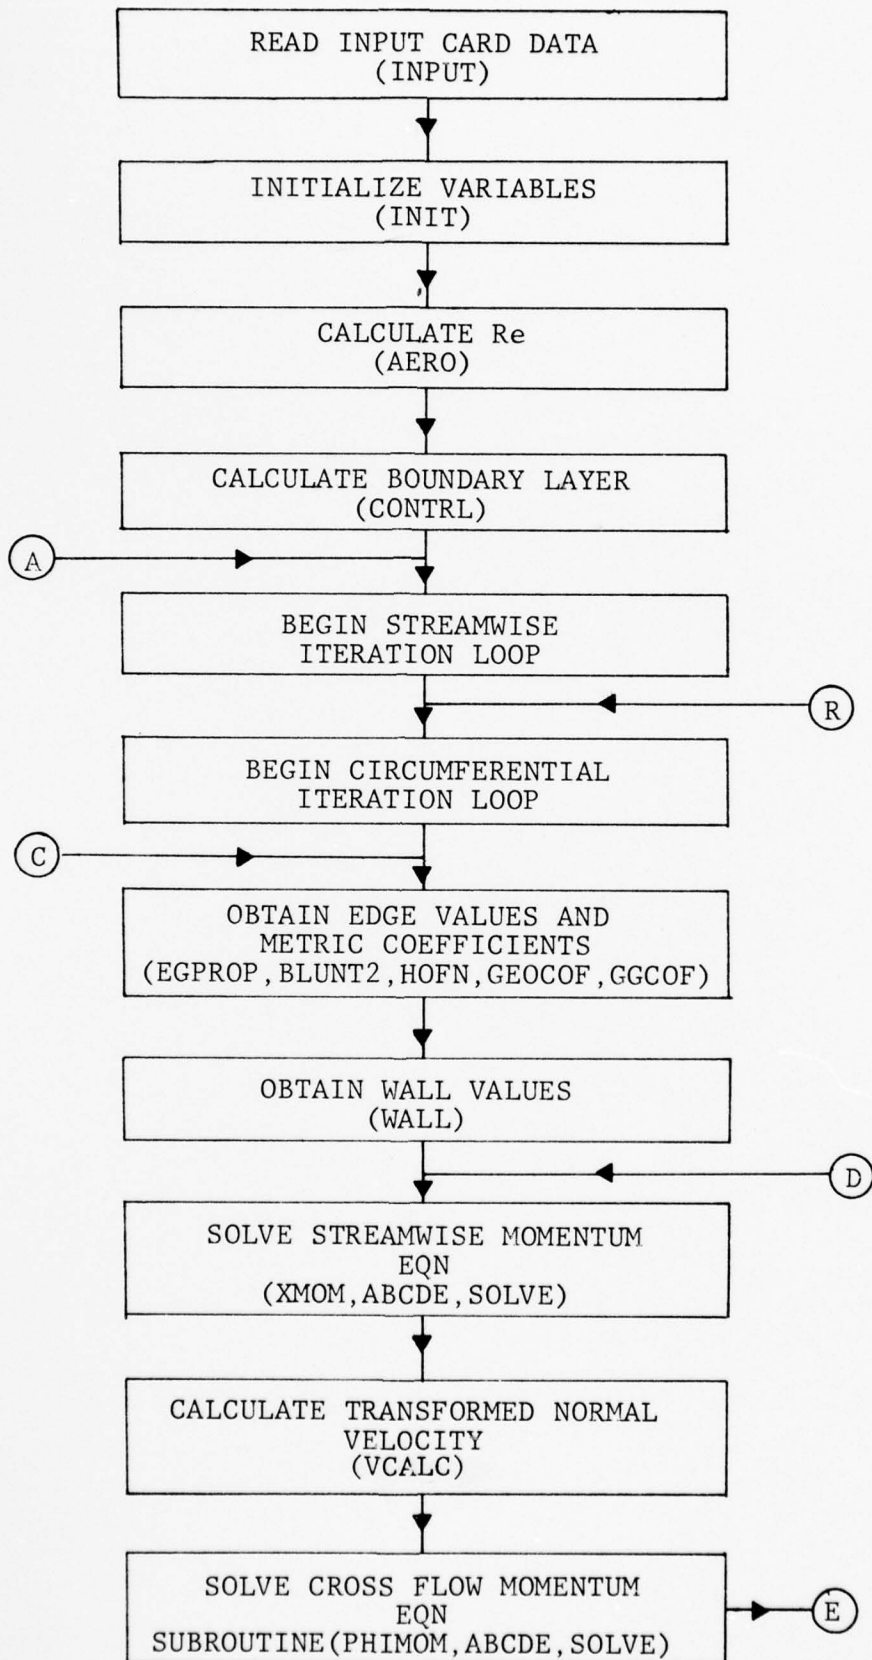 READ INPUT CARD DATA
(INPUT)
INITIALIZE VARIABLES
(INIT)
CALCULATE Re
(AERO)
CALCULATE BOUNDARY LAYER
(CONTRL)
A
BEGIN STREAMWISE
ITERATION LOOP
R
BEGIN CIRCUMFERENTIAL
ITERATION LOOP
C
OBTAIN EDGE VALUES AND
METRIC COEFFICIENTS
(EGPROP,BLUNT2,HOFN,GEOCOF,GGCOF)
OBTAIN WALL VALUES
(WALL)
D
SOLVE STREAMWISE MOMENTUM
EQN
(XMOM,ABCDE,SOLVE)
CALCULATE TRANSFORMED NORMAL
VELOCITY
(VCALC)
SOLVE CROSS FLOW MOMENTUM
EQN
SUBROUTINE(PHIMOM,ABCDE,SOLVE)
E